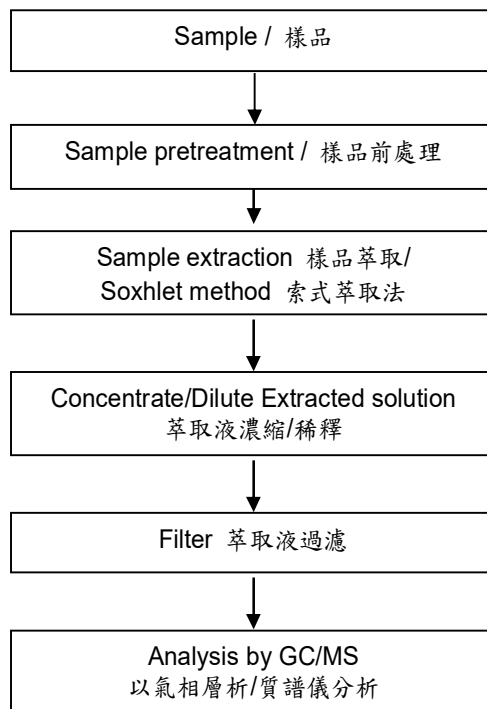 Sample / 樣品
Sample pretreatment / 樣品前處理
Sample extraction 樣品萃取/
Soxhlet method 索式萃取法
Concentrate/Dilute Extracted solution
萃取液濃縮/稀釋
Filter 萃取液過濾
Analysis by GC/MS
以氣相層析/質譜儀分析